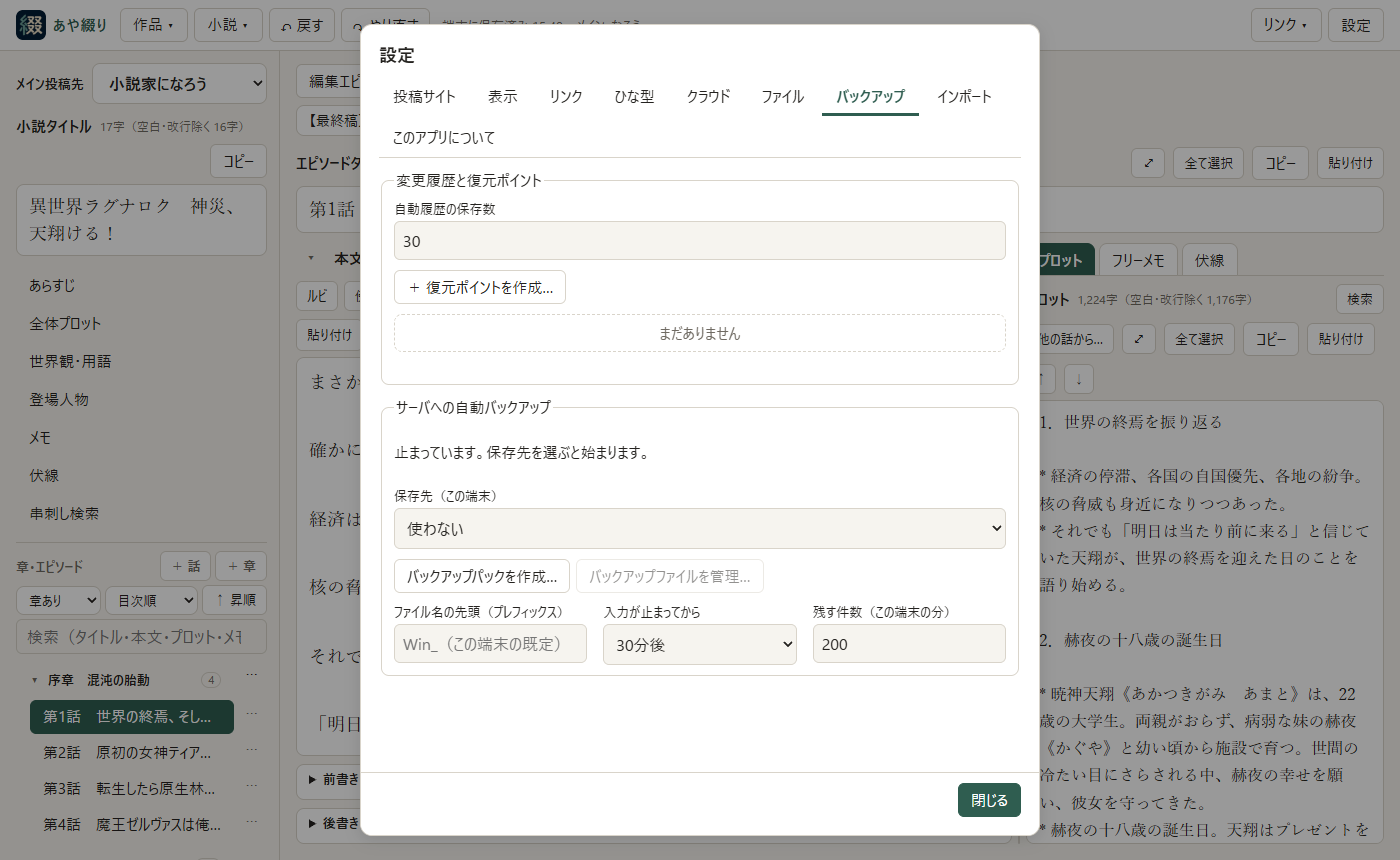 綴 あや綴り 作品 ▾ 小説 ▾ 戻す
リンク ▾ 設定
メイン投稿先 小説家になろう
小説タイトル 17字（空白・改行除く 16字）
コピー
異世界ラグナロク　神災、
天翔ける！
あらすじ
全体プロット
世界観・用語
登場人物
メモ
伏線
串刺し検索
章・エピソード ＋ 話 ＋ 章
章あり 目次順 ↑ 昇順
検索（タイトル・本文・プロット・メモ
▾ 序章　混沌の胎動 4 …
第1話　世界の終焉、そし... …
第2話　原初の女神ティア... …
第3話　転生したら原生林... …
第4話　魔王ゼルヴァスは俺... …
編集エピ
【最終稿
エピソードタ
第1話
▾ 本文
ルビ
貼り付け
まさか
確かに
経済は
核の脅
それで
「明日
▶ 前書き
▶ 後書き
設定
投稿サイト 表示 リンク ひな型 クラウド ファイル バックアップ インポート
このアプリについて
変更履歴と復元ポイント
自動履歴の保存数
30
＋ 復元ポイントを作成...
まだありません
サーバへの自動バックアップ
止まっています。保存先を選ぶと始まります。
保存先（この端末）
使わない
バックアップパックを作成... バックアップファイルを管理...
ファイル名の先頭（プレフィックス） 入力が止まってから 残す件数（この端末の分）
Win_（この端末の既定） 30分後 200
閉じる
⤢ 全て選択 コピー 貼り付け
プロット フリーメモ 伏線
ロット 1,224字（空白・改行除く 1,176字） 検索
他の話から... ⤢ 全て選択 コピー 貼り付け
↑ ↓
1．世界の終焉を振り返る
* 経済の停滞、各国の自国優先、各地の紛争。
核の脅威も身近になりつつあった。
* それでも「明日は当たり前に来る」と信じて
いた天翔が、世界の終焉を迎えた日のことを
語り始める。
2．赫夜の十八歳の誕生日
* 暁神天翔《あかつきがみ　あまと》は、22
歳の大学生。両親がおらず、病弱な妹の赫夜
《かぐや》と幼い頃から施設で育つ。世間の
冷たい目にさらされる中、赫夜の幸せを願
い、彼女を守ってきた。
* 赫夜の十八歳の誕生日。天翔はプレゼントを